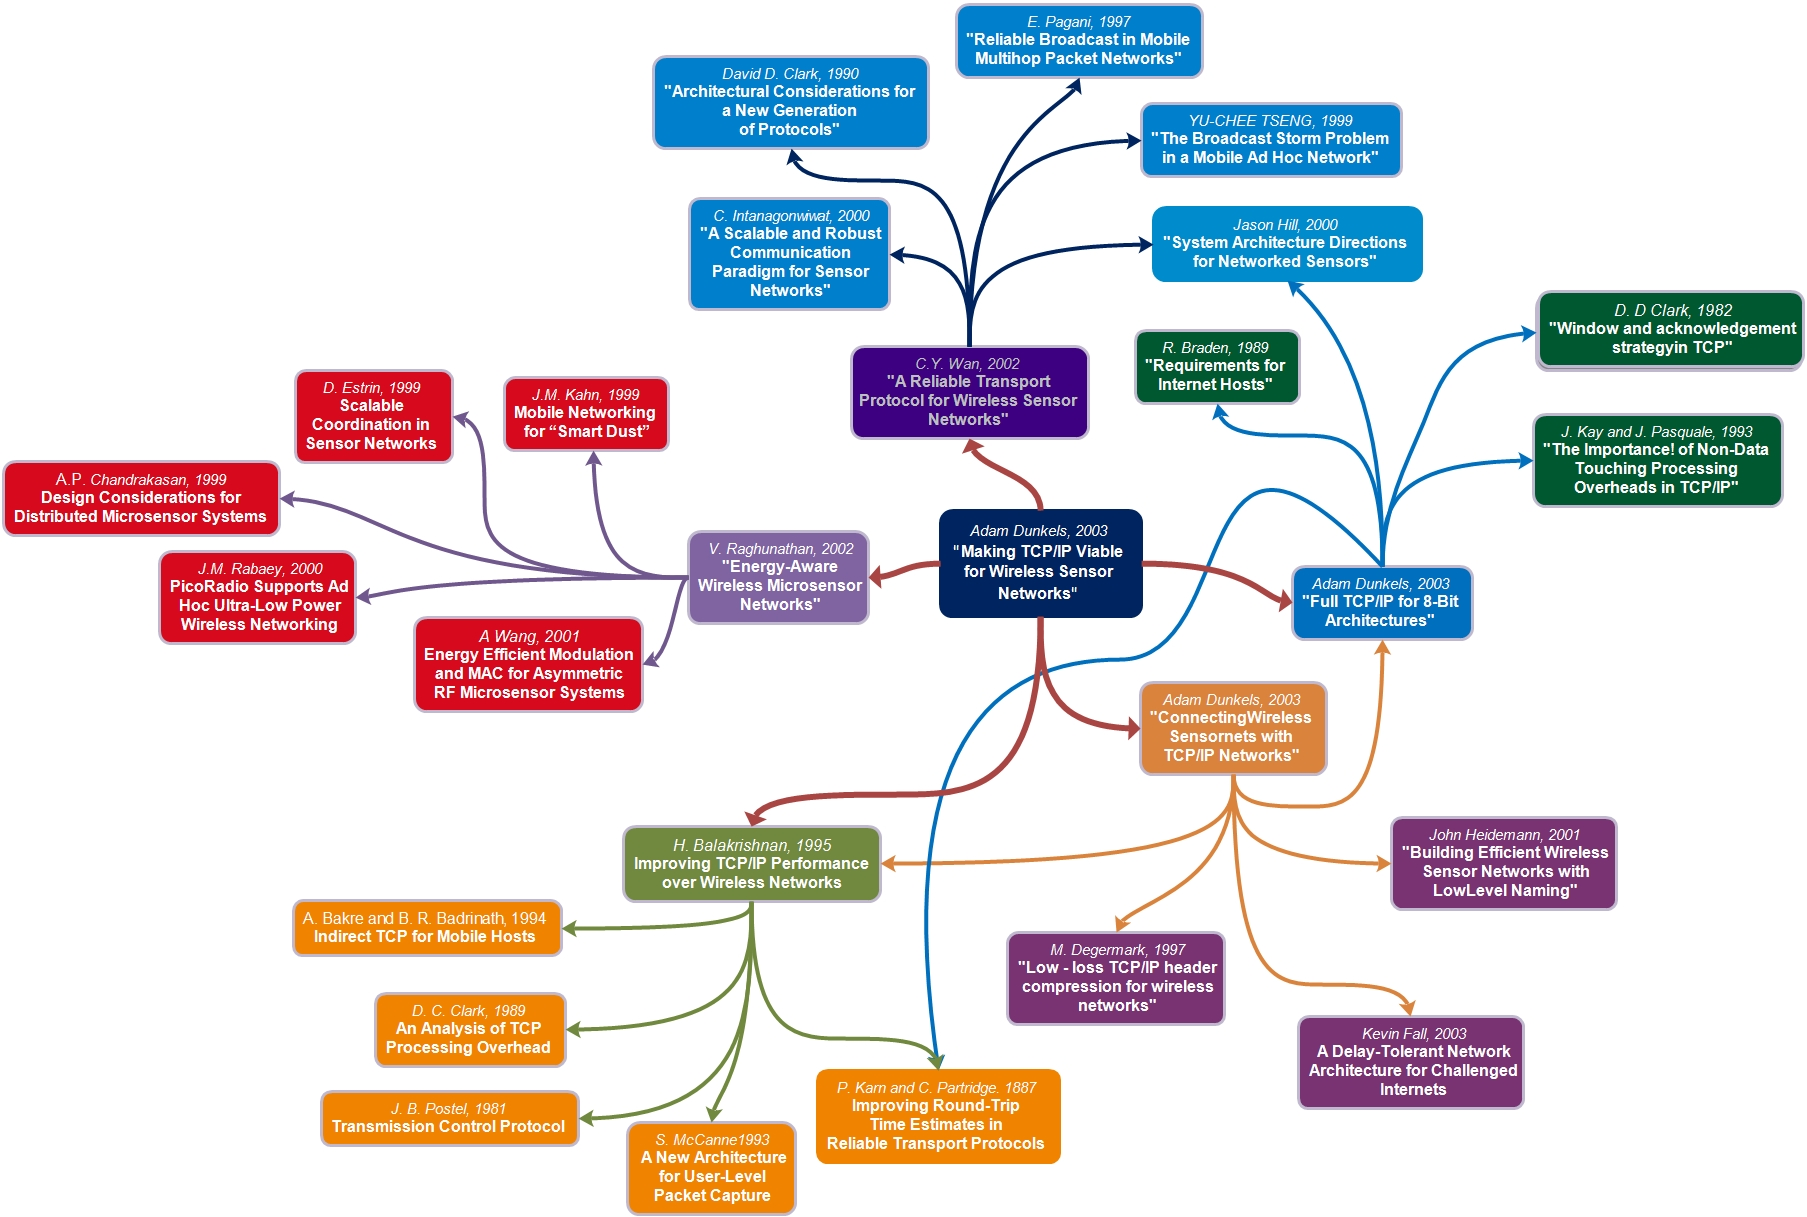 E. Pagani, 1997
"Reliable Broadcast in Mobile
Multihop Packet Networks"
David D. Clark, 1990
"Architectural Considerations for
a New Generation
of Protocols"
YU-CHEE TSENG, 1999
"The Broadcast Storm Problem
in a Mobile Ad Hoc Network"
C. Intanagonwiwat, 2000
"A Scalable and Robust
Communication
Paradigm for Sensor
Networks"
Jason Hill, 2000
"System Architecture Directions
for Networked Sensors"
D. D Clark, 1982
"Window and acknowledgement
strategyin TCP"
R. Braden, 1989
"Requirements for
Internet Hosts"
C.Y. Wan, 2002
"A Reliable Transport
Protocol for Wireless Sensor
Networks"
D. Estrin, 1999
Scalable
Coordination in
Sensor Networks
J.M. Kahn, 1999
Mobile Networking
for “Smart Dust”
J. Kay and J. Pasquale, 1993
"The Importance! of Non-Data
Touching Processing
Overheads in TCP/IP"
A.P. Chandrakasan, 1999
Design Considerations for
Distributed Microsensor Systems
Adam Dunkels, 2003
"Making TCP/IP Viable
for Wireless Sensor
Networks"
V. Raghunathan, 2002
"Energy-Aware
Wireless Microsensor
Networks"
J.M. Rabaey, 2000
PicoRadio Supports Ad
Hoc Ultra-Low Power
Wireless Networking
Adam Dunkels, 2003
"Full TCP/IP for 8-Bit
Architectures"
A Wang, 2001
Energy Efficient Modulation
and MAC for Asymmetric
RF Microsensor Systems
Adam Dunkels, 2003
"ConnectingWireless
Sensornets with
TCP/IP Networks"
H. Balakrishnan, 1995
Improving TCP/IP Performance
over Wireless Networks
John Heidemann, 2001
"Building Efficient Wireless
Sensor Networks with
LowLevel Naming"
A. Bakre and B. R. Badrinath, 1994
Indirect TCP for Mobile Hosts
M. Degermark, 1997
"Low - loss TCP/IP header
compression for wireless
networks"
D. C. Clark, 1989
An Analysis of TCP
Processing Overhead
Kevin Fall, 2003
A Delay-Tolerant Network
Architecture for Challenged
Internets
J. B. Postel, 1981
Transmission Control Protocol
P. Karn and C. Partridge. 1887
Improving Round-Trip
Time Estimates in
Reliable Transport Protocols
S. McCanne1993
A New Architecture
for User-Level
Packet Capture